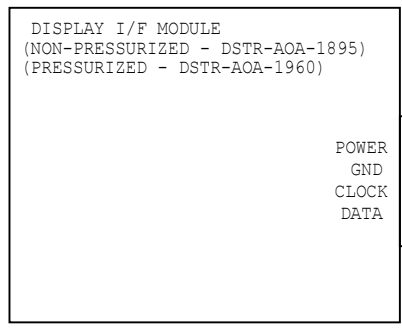 DISPLAY I/F MODULE
(NON-PRESSURIZED - DSTR-AOA-1895)
(PRESSURIZED - DSTR-AOA-1960)
POWER
GND
CLOCK
DATA